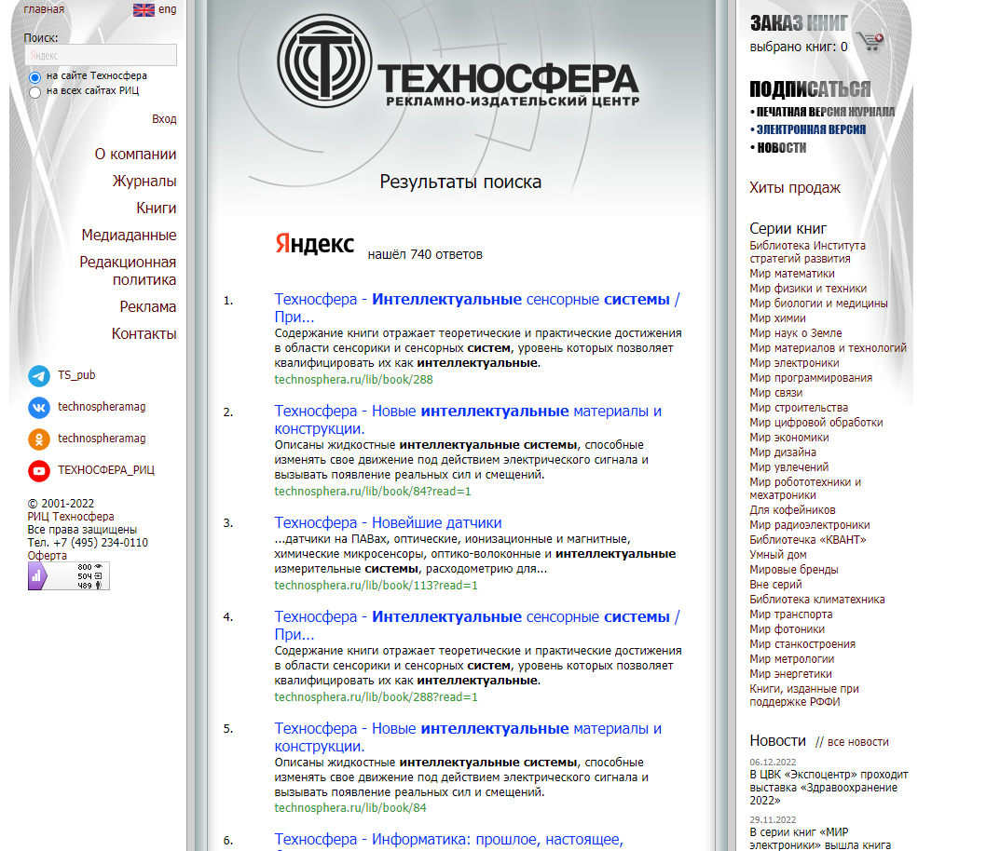 главная
eng
Поиск:
Яндекс
на сайте Техносфера
на всех сайтах РИЦ
Вход
О компании
Журналы
Книги
Медиаданные
Редакционная
политика
Реклама
Контакты
TS_pub
technospheramag
technospheramag
ТЕХНОСФЕРА_РИЦ
© 2001-2022
РИЦ Техносфера
Все права защищены
Тел. +7 (495) 234-0110
Оферта
800
504
489
ТЕХНОСФЕРА
РЕКЛАМНО-ИЗДАТЕЛЬСКИЙ ЦЕНТР
Результаты поиска
Яндекс нашёл 740 ответов
1. Техносфера - Интеллектуальные сенсорные системы /
При...
Содержание книги отражает теоретические и практические достижения
в области сенсорики и сенсорных систем, уровень которых позволяет
квалифицировать их как интеллектуальные.
technosphera.ru/lib/book/288
2. Техносфера - Новые интеллектуальные материалы и
конструкции.
Описаны жидкостные интеллектуальные системы, способные
изменять свое движение под действием электрического сигнала и
вызывать появление реальных сил и смещений.
technosphera.ru/lib/book/84?read=1
3. Техносфера - Новейшие датчики
...датчики на ПАВах, оптические, ионизационные и магнитные,
химические микросенсоры, оптико-волоконные и интеллектуальные
измерительные системы, расходометрию для...
technosphera.ru/lib/book/113?read=1
4. Техносфера - Интеллектуальные сенсорные системы /
При...
Содержание книги отражает теоретические и практические достижения
в области сенсорики и сенсорных систем, уровень которых позволяет
квалифицировать их как интеллектуальные.
technosphera.ru/lib/book/288?read=1
5. Техносфера - Новые интеллектуальные материалы и
конструкции.
Описаны жидкостные интеллектуальные системы, способные
изменять свое движение под действием электрического сигнала и
вызывать появление реальных сил и смещений.
technosphera.ru/lib/book/84
6. Техносфера - Информатика: прошлое, настоящее,
ЗАКАЗ КНИГ
выбрано книг: 0
ПОДПИСАТЬСЯ
• ПЕЧАТНАЯ ВЕРСИЯ ЖУРНАЛА
• ЭЛЕКТРОННАЯ ВЕРСИЯ
• НОВОСТИ
Хиты продаж
Серии книг
Библиотека Института
стратегий развития
Мир математики
Мир физики и техники
Мир биологии и медицины
Мир химии
Мир наук о Земле
Мир материалов и технологий
Мир электроники
Мир программирования
Мир связи
Мир строительства
Мир цифровой обработки
Мир экономики
Мир дизайна
Мир увлечений
Мир робототехники и
мехатроники
Для кофейников
Мир радиоэлектроники
Библиотечка «КВАНТ»
Умный дом
Мировые бренды
Вне серий
Библиотека климатехника
Мир транспорта
Мир фотоники
Мир станкостроения
Мир метрологии
Мир энергетики
Книги, изданные при
поддержке РФФИ
Новости // все новости
06.12.2022
В ЦВК «Экспоцентр» проходит
выставка «Здравоохранение
2022»
29.11.2022
В серии книг «МИР
электроники» вышла книга